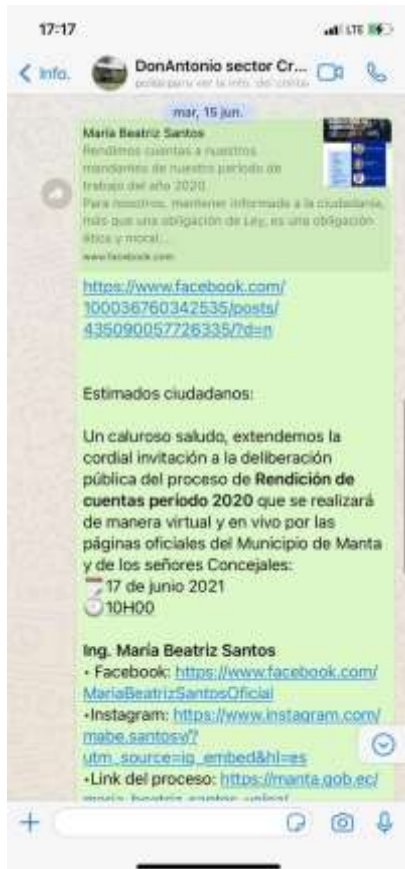 17:17
LTE
Info.
DonAntonio sector Cr...
mar, 15 jun.
Maria Beatriz Santos
Rendimos cuentas a nuestros
mandantes de nuestro periodo de
trabajo del año 2020.
Para nosotros, mantener informado a la ciudadanía,
más que una obligación de Ley, es una obligación
ética y moral...
www.facebook.com
https://www.facebook.com/
100036760342535/posts/
435090057726335/?d=n
Estimados ciudadanos:
Un caluroso saludo, extendemos la
cordial invitación a la deliberación
pública del proceso de Rendición de
cuentas periodo 2020 que se realizará
de manera virtual y en vivo por las
páginas oficiales del Municipio de Manta
y de los señores Concejales:
17 de junio 2021
10H00
Ing. María Beatriz Santos
• Facebook: https://www.facebook.com/
MariaBeatrizSantosOficial
•Instagram: https://www.instagram.com/
mabe.santosv?
utm_source=ig_embed&hl=es
•Link del proceso: https://manta.gob.ec/